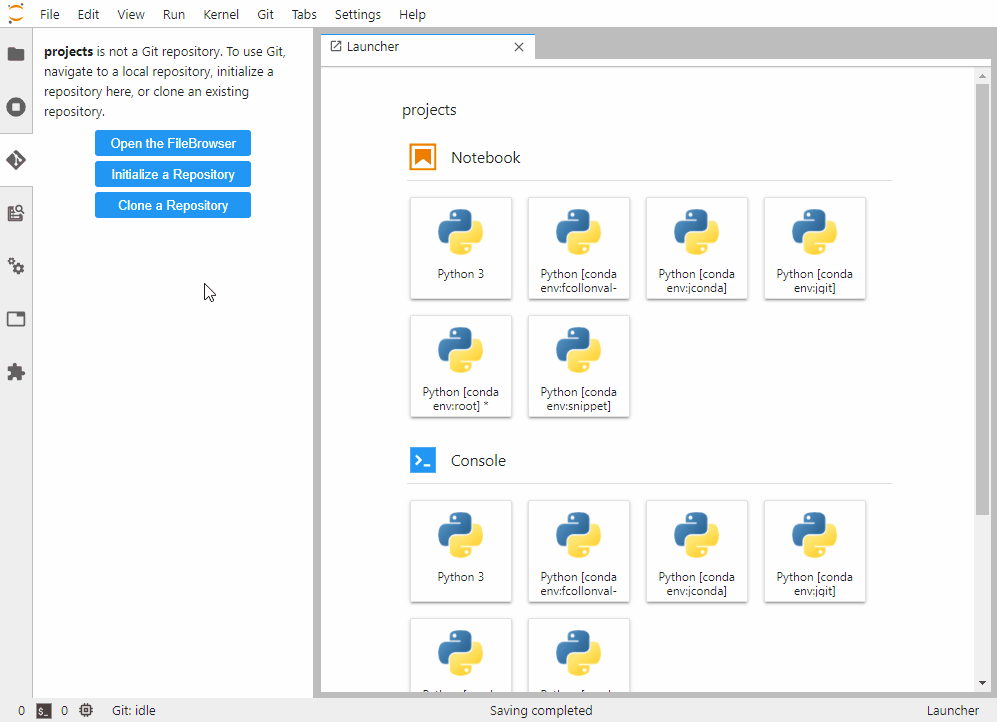 File Edit View Run Kernel Git Tabs Settings Help
projects is not a Git repository. To use Git,
navigate to a local repository, initialize a
repository here, or clone an existing
repository.
Open the FileBrowser
Initialize a Repository
Clone a Repository
Launcher
projects
Notebook
Python 3
Python [conda
env:fcollonval-
Python [conda
env:jconda]
Python [conda
env:jgit]
Python [conda
env:root] *
Python [conda
env:snippet]
Console
Python 3
Python [conda
env:fcollonval-
Python [conda
env:jconda]
Python [conda
env:jgit]
0 $_ 0 Git: idle Saving completed Launcher